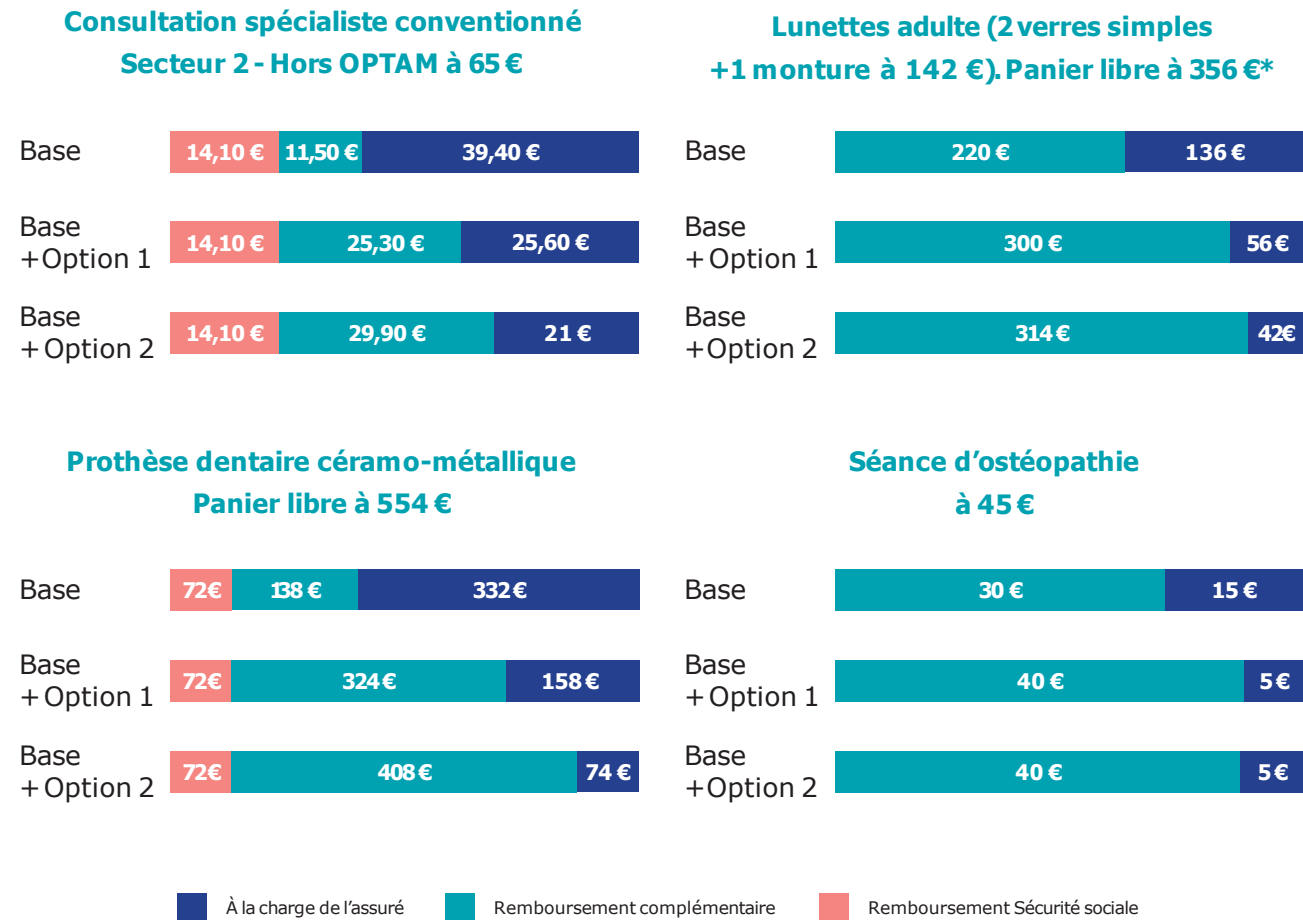 Consultation spécialiste conventionné
Secteur 2 - Hors OPTAM à 65 €
Base
14,10 € 11,50 € 39,40 €
Base
+Option 1
14,10 € 25,30 € 25,60 €
Base
+Option 2
14,10 € 29,90 € 21 €
Lunettes adulte (2 verres simples
+1 monture à 142 €). Panier libre à 356 €*
Base
220 € 136 €
Base
+Option 1
300 € 56 €
Base
+Option 2
314 € 42€
Prothèse dentaire céramo-métallique
Panier libre à 554 €
Base
72€ 138 € 332 €
Base
+Option 1
72€ 324 € 158 €
Base
+Option 2
72€ 408 € 74 €
Séance d’ostéopathie
à 45 €
Base
30 € 15 €
Base
+Option 1
40 € 5 €
Base
+Option 2
40 € 5 €
À la charge de l’assuré Remboursement complémentaire Remboursement Sécurité sociale